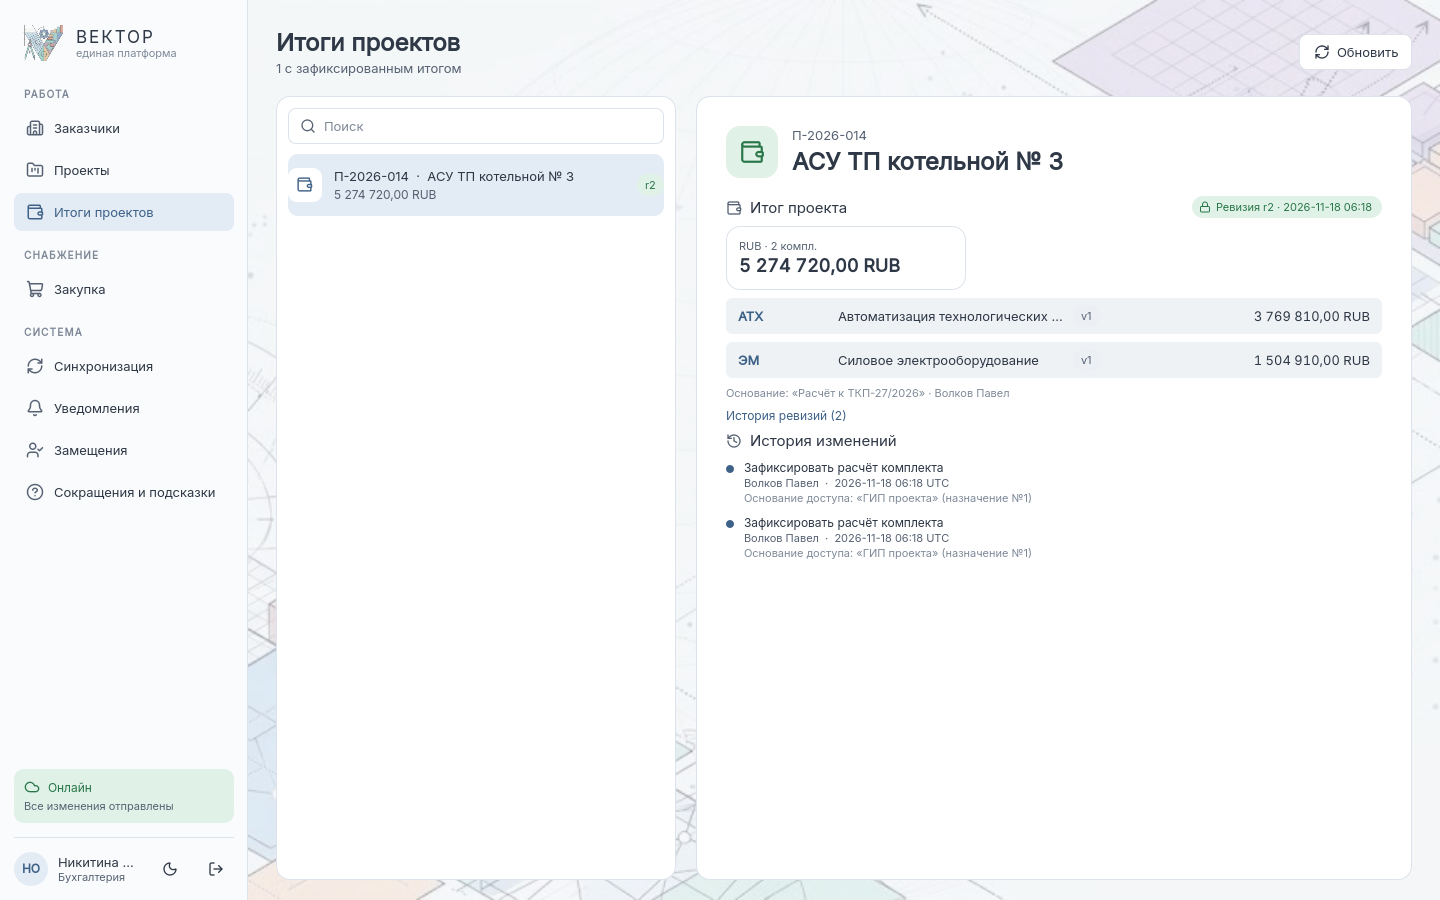 ВЕКТОР
единая платформа
РАБОТА
Заказчики
Проекты
Итоги проектов
СНАБЖЕНИЕ
Закупка
СИСТЕМА
Синхронизация
Уведомления
Замещения
Сокращения и подсказки
Онлайн
Все изменения отправлены
НО
Никитина ...
Бухгалтерия
Итоги проектов
1 с зафиксированным итогом
Обновить
Поиск
П-2026-014 · АСУ ТП котельной № 3
5 274 720,00 RUB
r2
П-2026-014
АСУ ТП котельной № 3
Итог проекта
Ревизия r2 · 2026-11-18 06:18
RUB · 2 компл.
5 274 720,00 RUB
АТХ Автоматизация технологических ... v1 3 769 810,00 RUB
ЭМ Силовое электрооборудование v1 1 504 910,00 RUB
Основание: «Расчёт к ТКП-27/2026» · Волков Павел
История ревизий (2)
История изменений
Зафиксировать расчёт комплекта
Волков Павел · 2026-11-18 06:18 UTC
Основание доступа: «ГИП проекта» (назначение №1)
Зафиксировать расчёт комплекта
Волков Павел · 2026-11-18 06:18 UTC
Основание доступа: «ГИП проекта» (назначение №1)